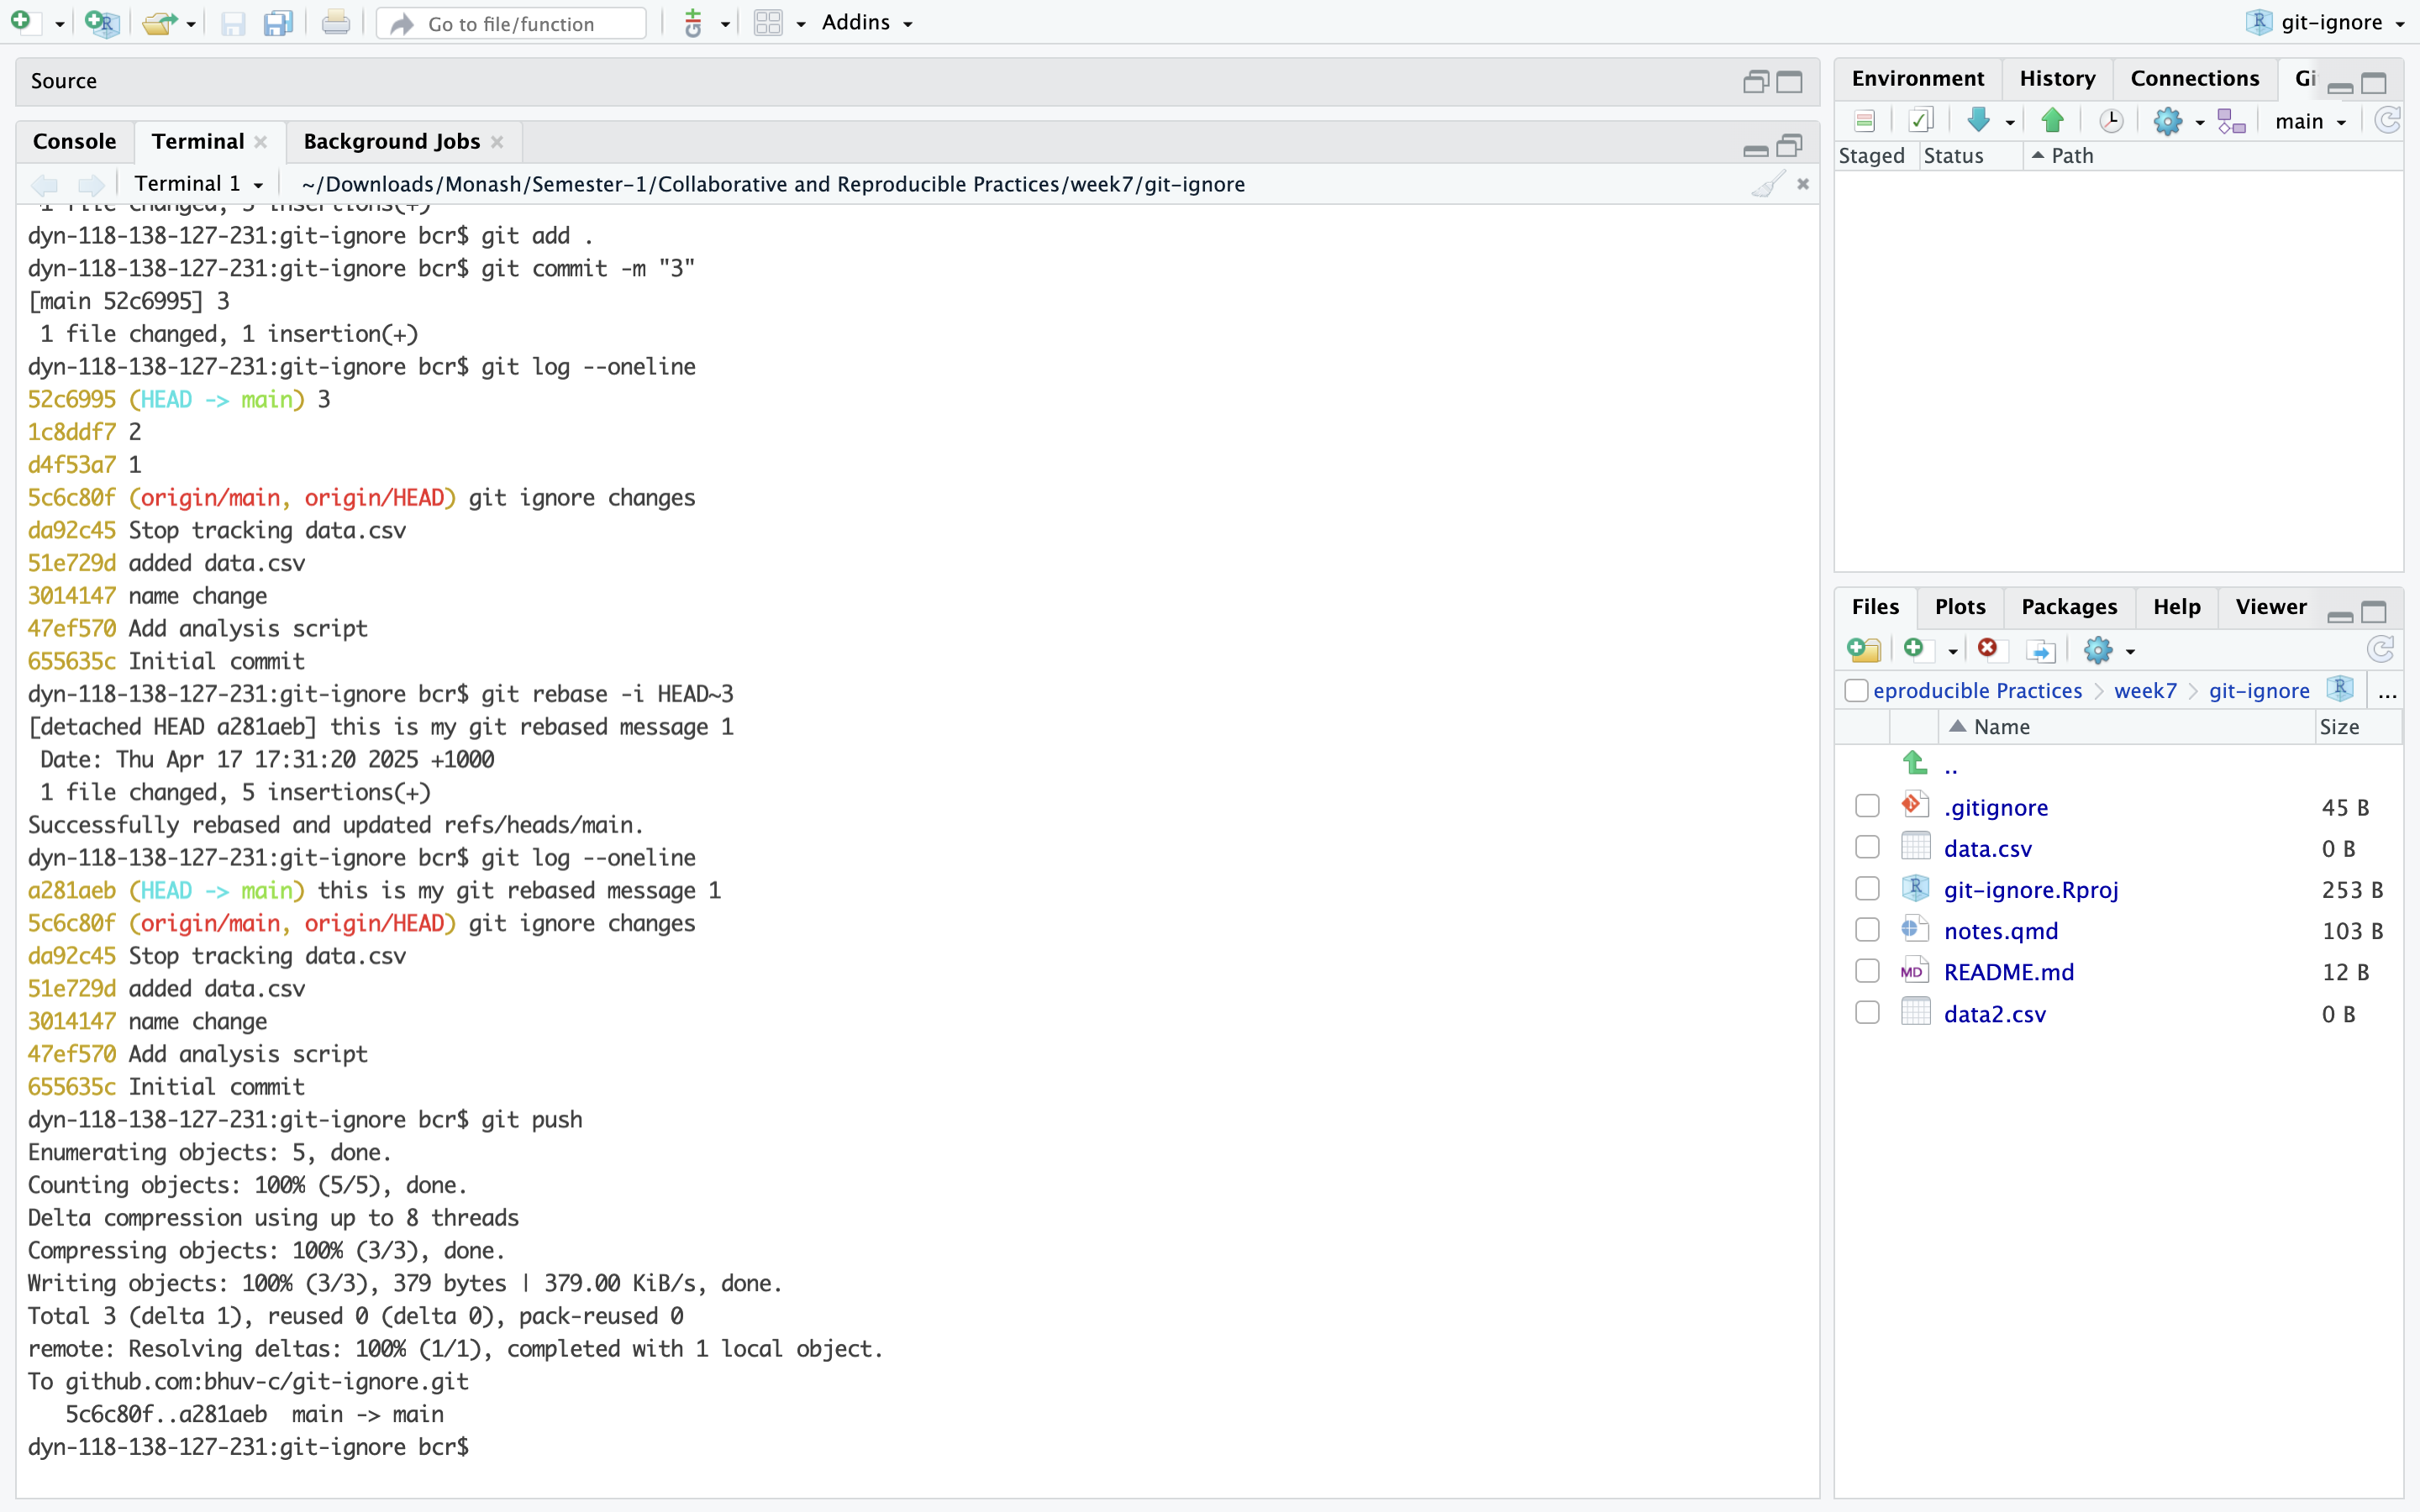 Go to file/function
Addins
git-ignore
Source
Console Terminal Background Jobs
Terminal 1 ~/Downloads/Monash/Semester-1/Collaborative and Reproducible Practices/week7/git-ignore
1 file changed, 5 insertions(+)
dyn-118-138-127-231:git-ignore bcr$ git add .
dyn-118-138-127-231:git-ignore bcr$ git commit -m "3"
[main 52c6995] 3
1 file changed, 1 insertion(+)
dyn-118-138-127-231:git-ignore bcr$ git log --oneline
52c6995 (HEAD -> main) 3
1c8ddf7 2
d4f53a7 1
5c6c80f (origin/main, origin/HEAD) git ignore changes
da92c45 Stop tracking data.csv
51e729d added data.csv
3014147 name change
47ef570 Add analysis script
655635c Initial commit
dyn-118-138-127-231:git-ignore bcr$ git rebase -i HEAD~3
[detached HEAD a281aeb] this is my git rebased message 1
Date: Thu Apr 17 17:31:20 2025 +1000
1 file changed, 5 insertions(+)
Successfully rebased and updated refs/heads/main.
dyn-118-138-127-231:git-ignore bcr$ git log --oneline
a281aeb (HEAD -> main) this is my git rebased message 1
5c6c80f (origin/main, origin/HEAD) git ignore changes
da92c45 Stop tracking data.csv
51e729d added data.csv
3014147 name change
47ef570 Add analysis script
655635c Initial commit
dyn-118-138-127-231:git-ignore bcr$ git push
Enumerating objects: 5, done.
Counting objects: 100% (5/5), done.
Delta compression using up to 8 threads
Compressing objects: 100% (3/3), done.
Writing objects: 100% (3/3), 379 bytes | 379.00 KiB/s, done.
Total 3 (delta 1), reused 0 (delta 0), pack-reused 0
remote: Resolving deltas: 100% (1/1), completed with 1 local object.
To github.com:bhuv-c/git-ignore.git
5c6c80f..a281aeb main -> main
dyn-118-138-127-231:git-ignore bcr$
Environment History Connections Gi
main
Staged Status Path
Files Plots Packages Help Viewer
eproducible Practices week7 git-ignore ...
Name Size
..
.gitignore 45 B
data.csv 0 B
git-ignore.Rproj 253 B
notes.qmd 103 B
README.md 12 B
data2.csv 0 B